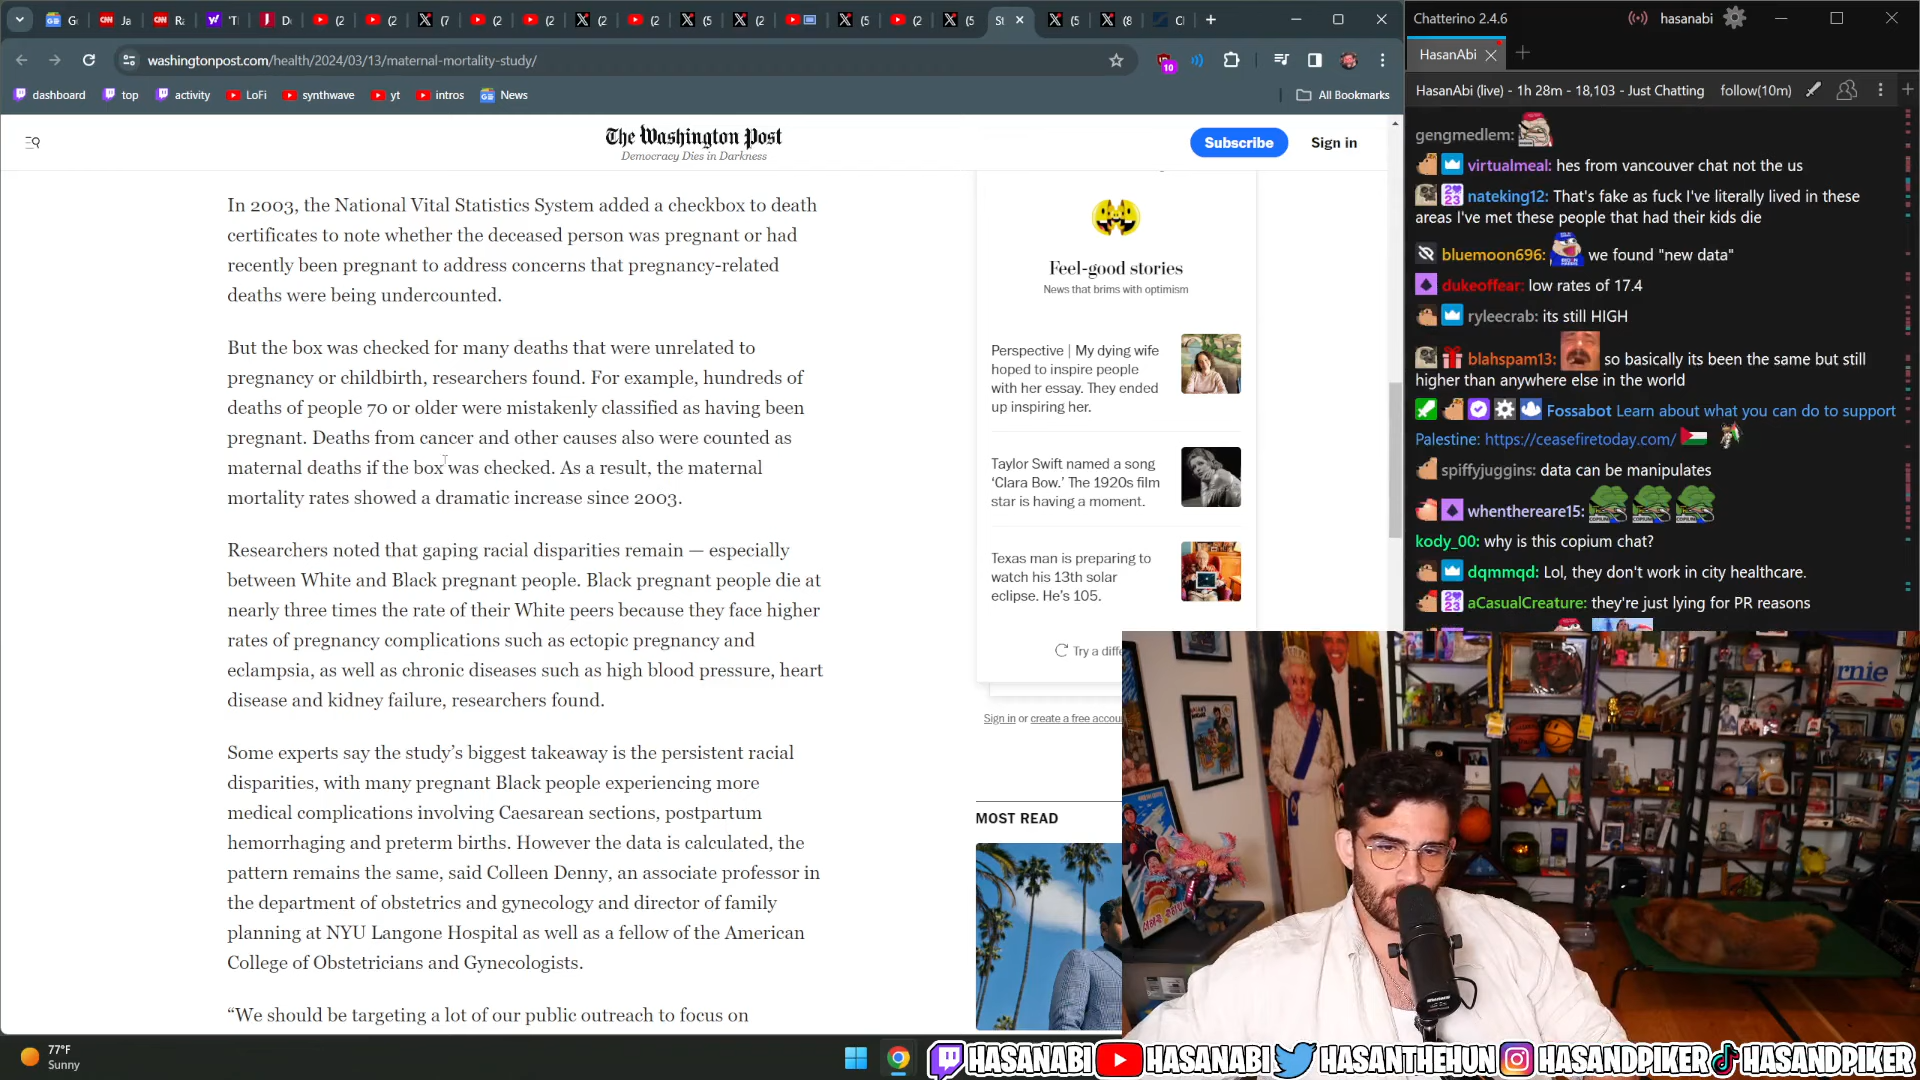 washingtonpost.com/health/2024/03/13/maternal-mortality-study/
dashboard top activity LoFi synthwave yt intros News All Bookmarks
The Washington Post
Democracy Dies in Darkness
Subscribe Sign in
In 2003, the National Vital Statistics System added a checkbox to death
certificates to note whether the deceased person was pregnant or had
recently been pregnant to address concerns that pregnancy-related
deaths were being undercounted.
But the box was checked for many deaths that were unrelated to
pregnancy or childbirth, researchers found. For example, hundreds of
deaths of people 70 or older were mistakenly classified as having been
pregnant. Deaths from cancer and other causes also were counted as
maternal deaths if the box was checked. As a result, the maternal
mortality rates showed a dramatic increase since 2003.
Researchers noted that gaping racial disparities remain — especially
between White and Black pregnant people. Black pregnant people die at
nearly three times the rate of their White peers because they face higher
rates of pregnancy complications such as ectopic pregnancy and
eclampsia, as well as chronic diseases such as high blood pressure, heart
disease and kidney failure, researchers found.
Some experts say the study’s biggest takeaway is the persistent racial
disparities, with many pregnant Black people experiencing more
medical complications involving Caesarean sections, postpartum
hemorrhaging and preterm births. However the data is calculated, the
pattern remains the same, said Colleen Denny, an associate professor in
the department of obstetrics and gynecology and director of family
planning at NYU Langone Hospital as well as a fellow of the American
College of Obstetricians and Gynecologists.
“We should be targeting a lot of our public outreach to focus on
Feel-good stories
News that brims with optimism
Perspective | My dying wife
hoped to inspire people
with her essay. They ended
up inspiring her.
Taylor Swift named a song
‘Clara Bow.’ The 1920s film
star is having a moment.
Texas man is preparing to
watch his 13th solar
eclipse. He’s 105.
Try a diffe
Sign in or create a free accou
MOST READ
Chatterino 2.4.6
hasanabi
HasanAbi
HasanAbi (live) - 1h 28m - 18,103 - Just Chatting follow(10m)
gengmedlem:
virtualmeal: hes from vancouver chat not the us
nateking12: That's fake as fuck I've literally lived in these
areas I've met these people that had their kids die
bluemoon696: we found "new data"
dukeoffear: low rates of 17.4
ryleecrab: its still HIGH
blahspam13: so basically its been the same but still
higher than anywhere else in the world
Fossabot Learn about what you can do to support
Palestine: https://ceasefiretoday.com/
spiffyjuggins: data can be manipulates
whenthereare15:
kody_00: why is this copium chat?
dqmmqd: Lol, they don't work in city healthcare.
aCasualCreature: they're just lying for PR reasons
rnie
77°F
Sunny
HASANABI HASANABI HASANTHEHUN HASANDPIKER HASANDPIKER